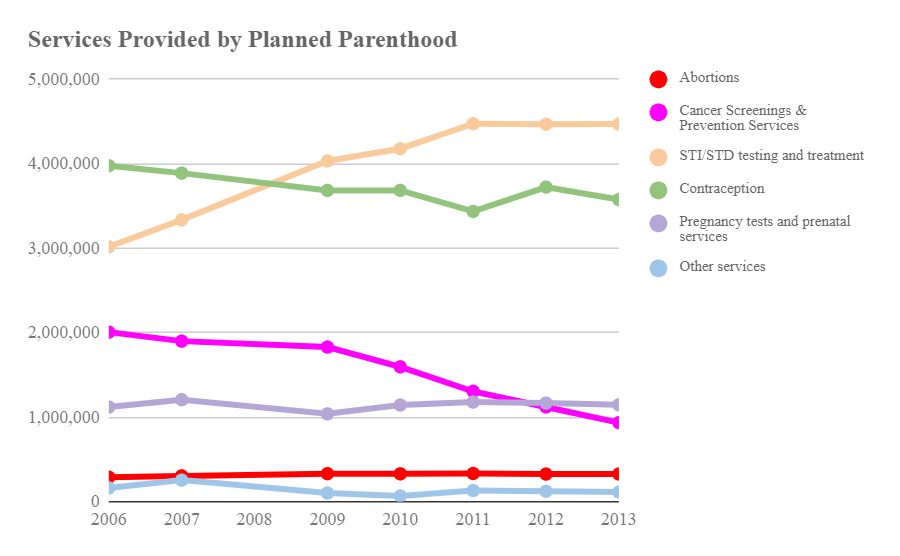 Services Provided by Planned Parenthood
5,000,000
4,000,000
3,000,000
2,000,000
1,000,000
0
2006 2007 2008 2009 2010 2011 2012 2013
Abortions
Cancer Screenings &
Prevention Services
STI/STD testing and treatment
Contraception
Pregnancy tests and prenatal
services
Other services